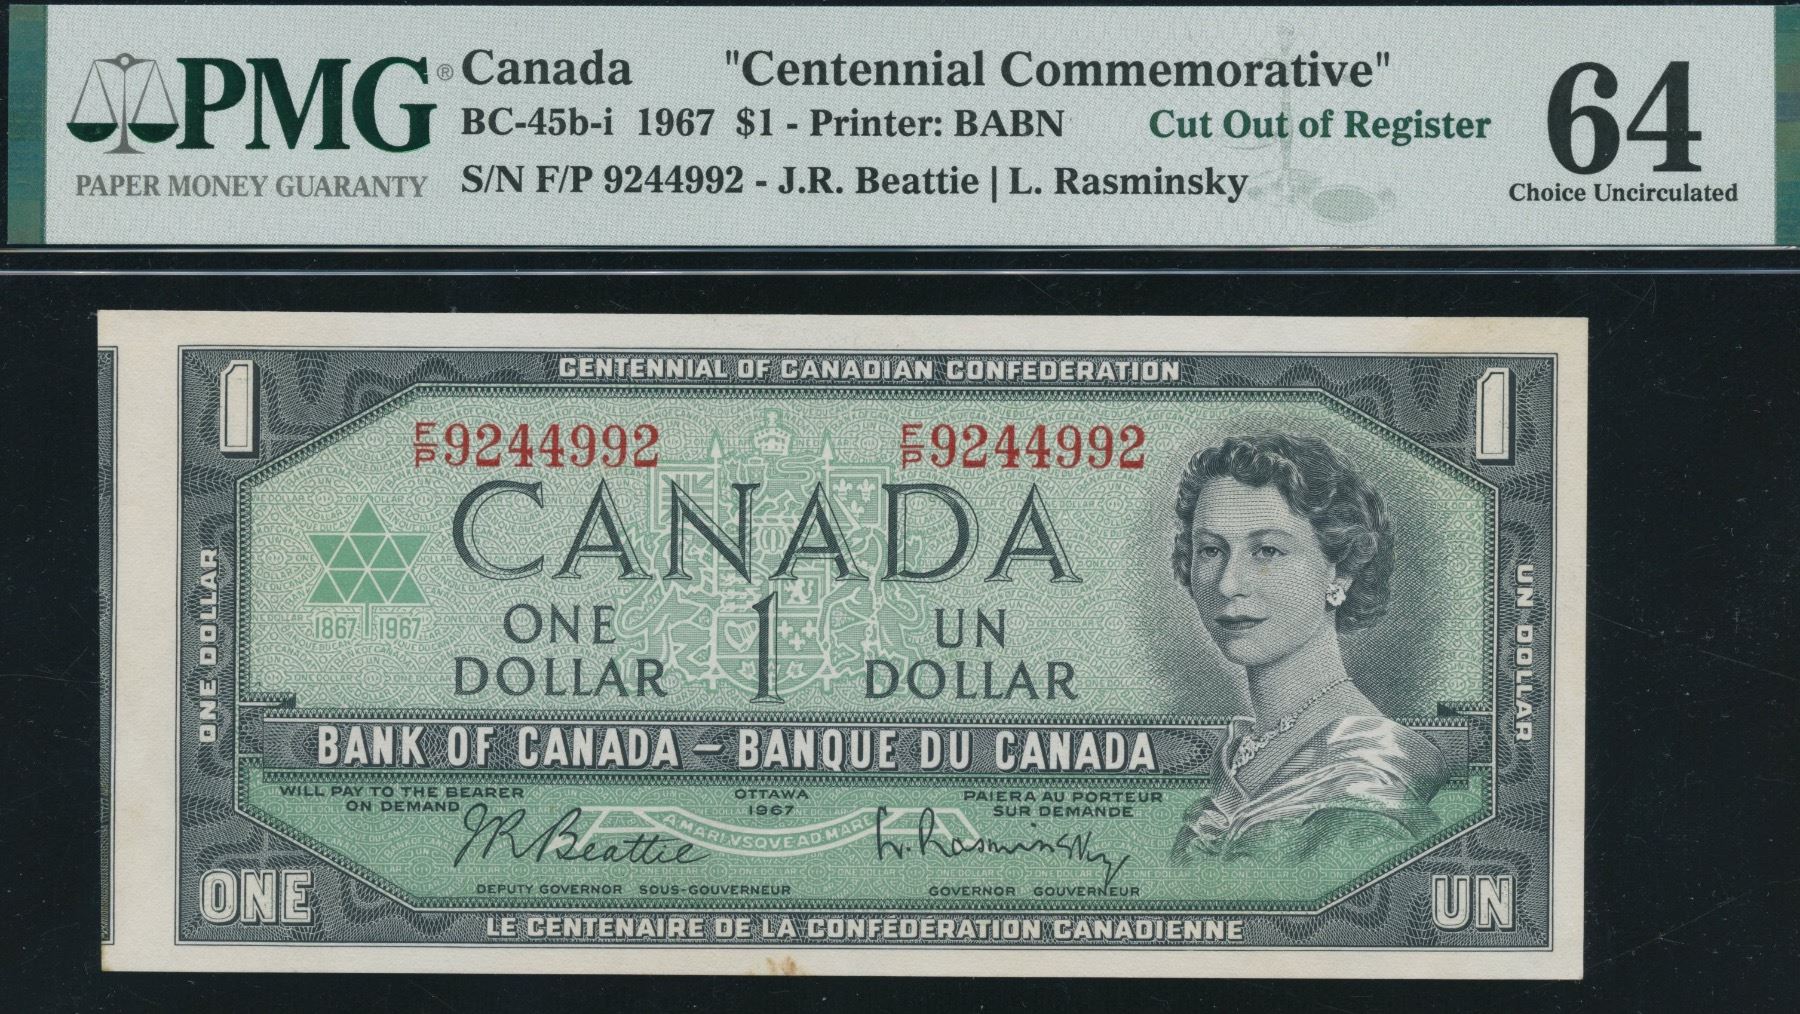 PMG® Canada "Centennial Commemorative" 64
BC-45b-i 1967 $1 - Printer: BABN Cut Out of Register
PAPER MONEY GUARANTY S/N F/P 9244992 - J.R. Beattie | L. Rasminsky Choice Uncirculated
CENTENNIAL OF CANADIAN CONFEDERATION
1 1
F/P 9244992 F/P 9244992
CANADA
1867 1967
ONE DOLLAR 1 UN DOLLAR
ONE DOLLAR
UN DOLLAR
BANK OF CANADA – BANQUE DU CANADA
WILL PAY TO THE BEARER
ON DEMAND
OTTAWA
1967
PAIERA AU PORTEUR
SUR DEMANDE
A MARI VSQVE AD MARE
JR Beattie L. Rasminsky
DEPUTY GOVERNOR SOUS-GOUVERNEUR GOVERNOR GOUVERNEUR
ONE UN
LE CENTENAIRE DE LA CONFÉDÉRATION CANADIENNE